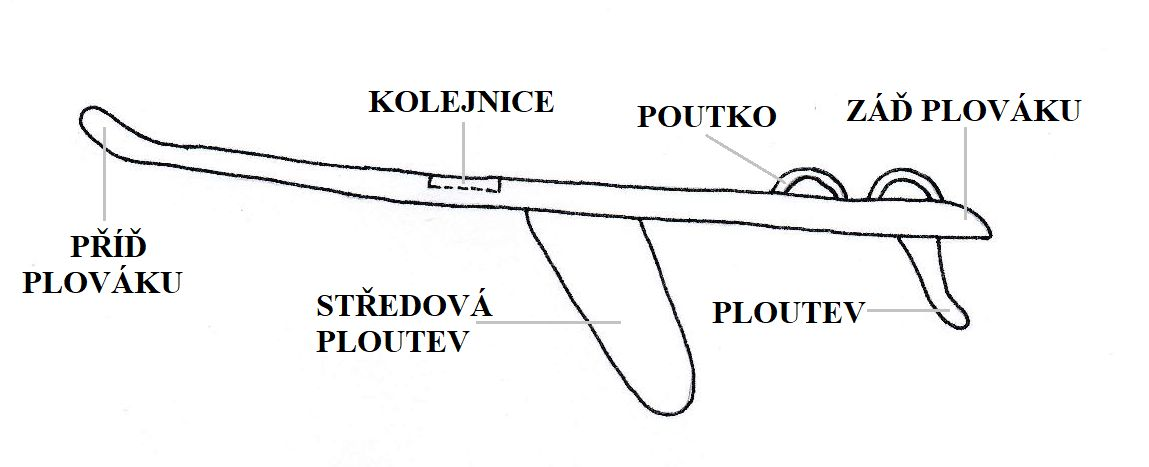 KOLEJNICE
POUTKO
ZÁĎ PLOVÁKU
PŘÍĎ
PLOVÁKU
STŘEDOVÁ
PLOUTEV
PLOUTEV